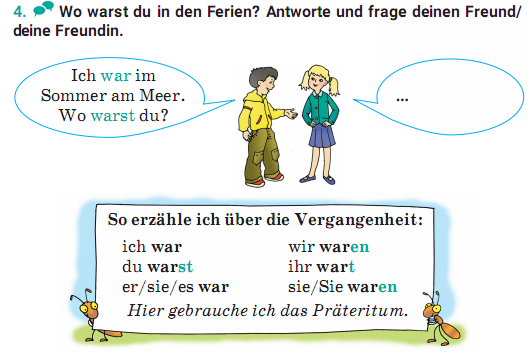 4. Wo warst du in den Ferien? Antworte und frage deinen Freund/
deine Freundin.
Ich war im
Sommer am Meer.
Wo warst du?
...
So erzähle ich über die Vergangenheit:
ich war wir waren
du warst ihr wart
er/sie/es war sie/Sie waren
Hier gebrauche ich das Präteritum.